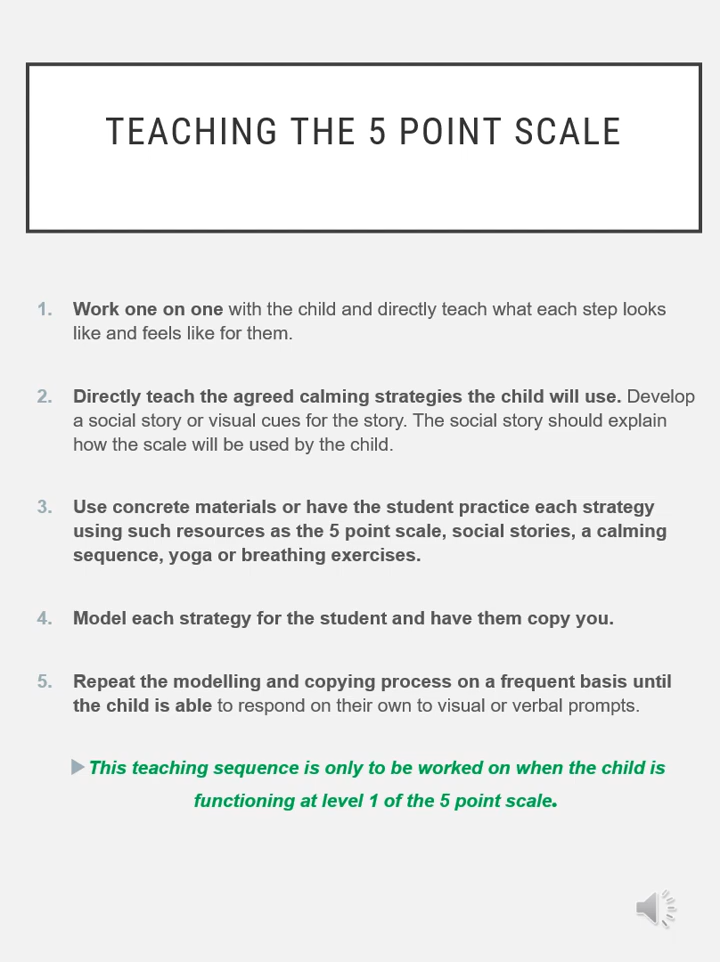 TEACHING THE 5 POINT SCALE
1. Work one on one with the child and directly teach what each step looks
like and feels like for them.
2. Directly teach the agreed calming strategies the child will use. Develop
a social story or visual cues for the story. The social story should explain
how the scale will be used by the child.
3. Use concrete materials or have the student practice each strategy
using such resources as the 5 point scale, social stories, a calming
sequence, yoga or breathing exercises.
4. Model each strategy for the student and have them copy you.
5. Repeat the modelling and copying process on a frequent basis until
the child is able to respond on their own to visual or verbal prompts.
This teaching sequence is only to be worked on when the child is
functioning at level 1 of the 5 point scale.